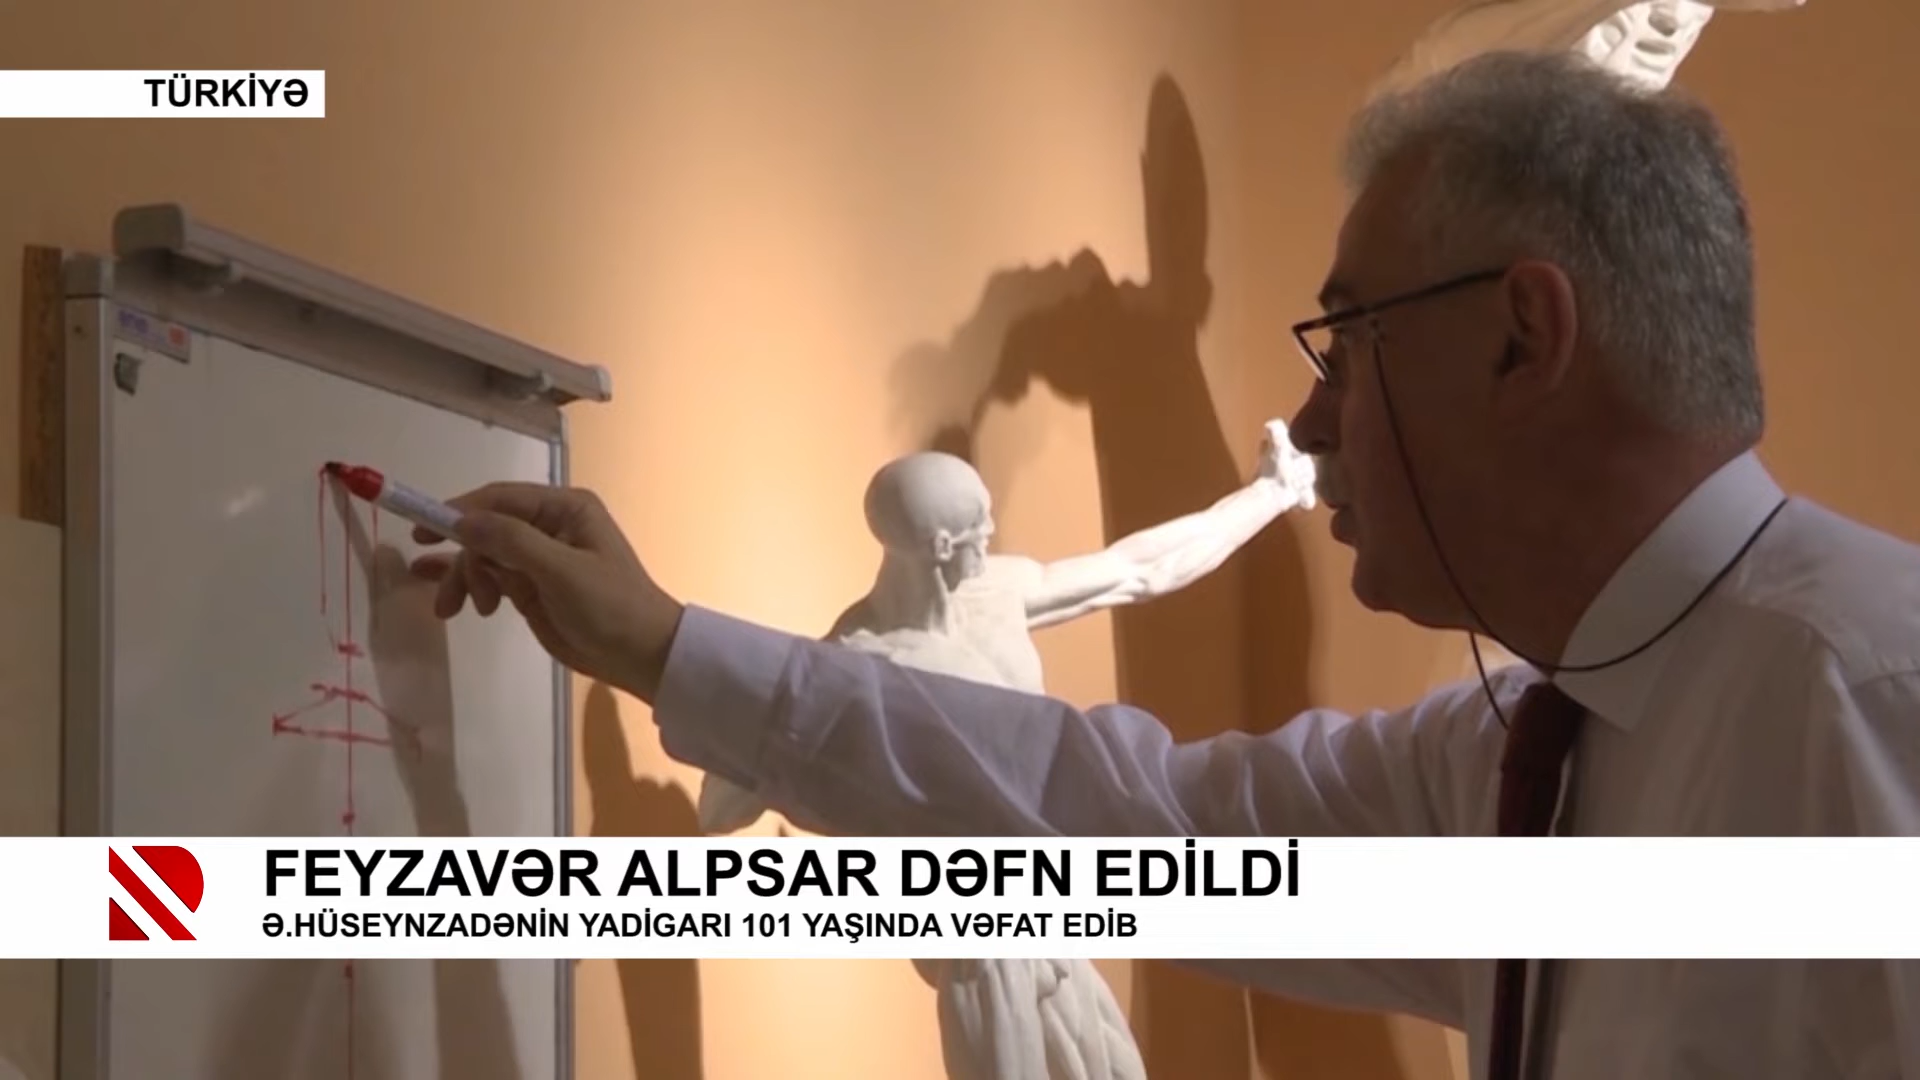 TÜRKİYƏ
FEYZAVƏR ALPSAR DƏFN EDİLDİ
Ə.HÜSEYNZADƏNİN YADİGARI 101 YAŞINDA VƏFAT EDİB